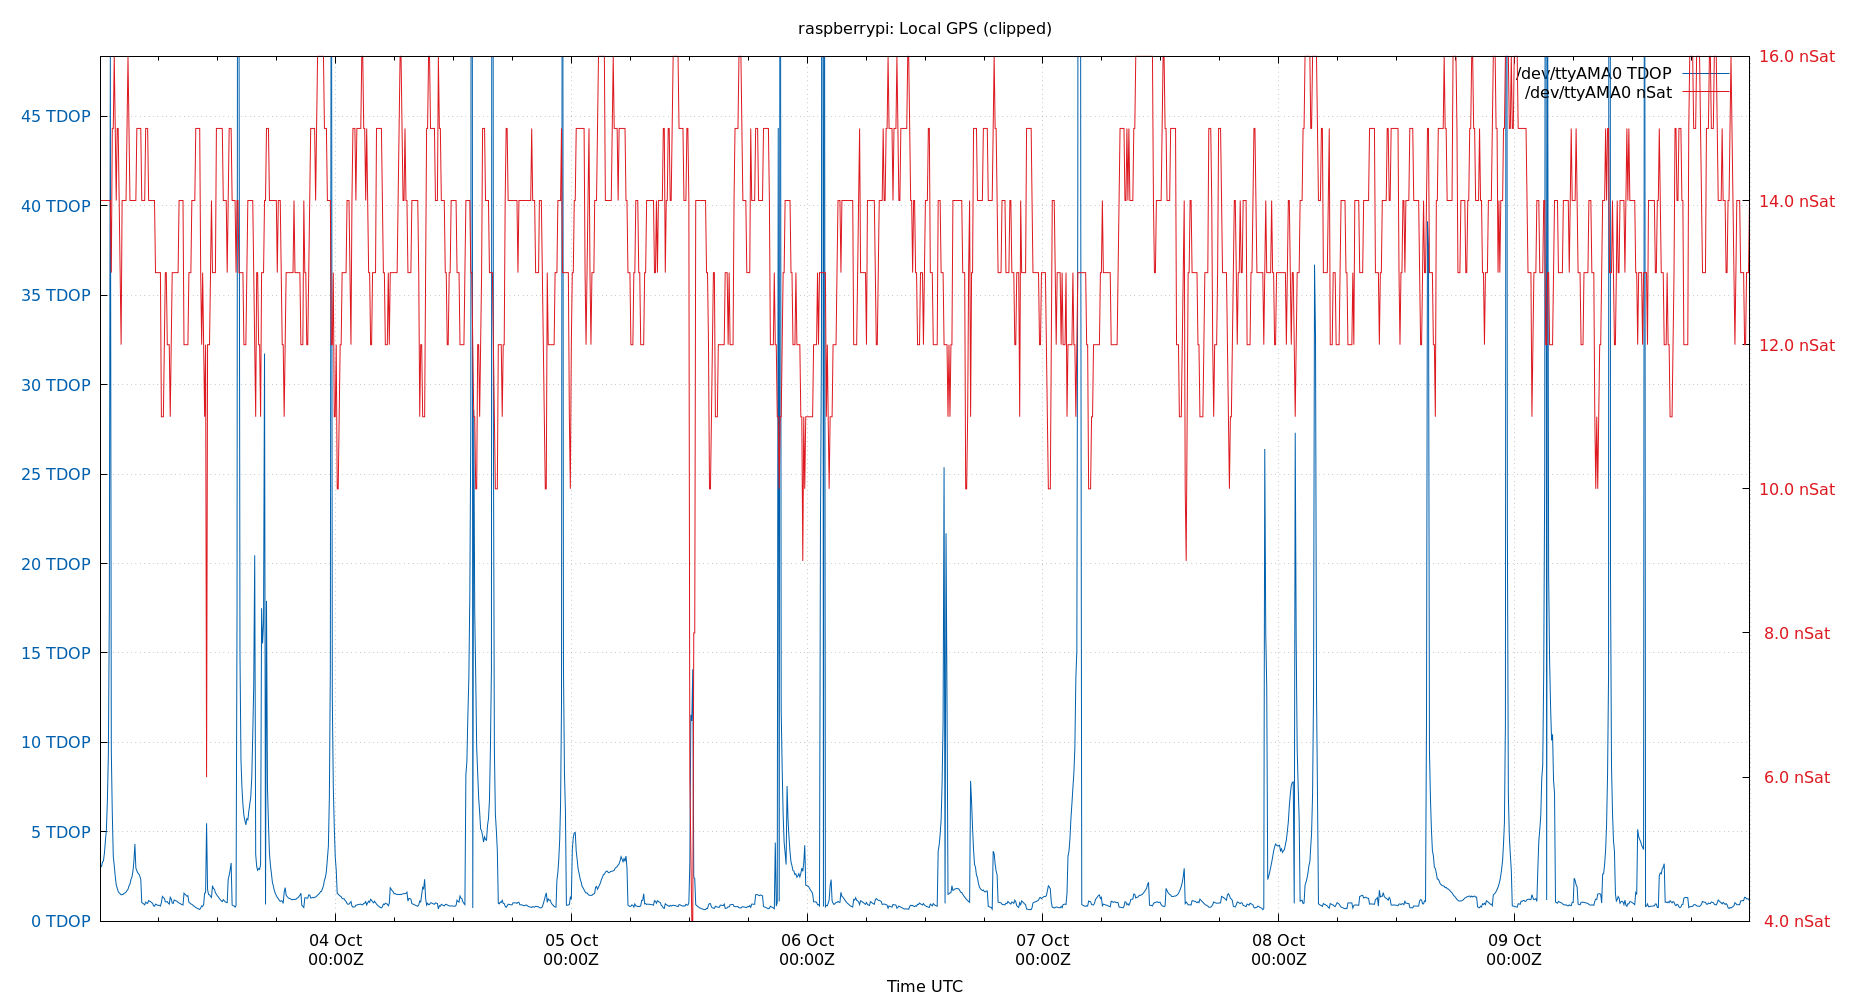 raspberrypi: Local GPS (clipped)
16.0 nSat
/dev/ttyAMA0 TDOP
/dev/ttyAMA0 nSat
45 TDOP
40 TDOP
14.0 nSat
35 TDOP
12.0 nSat
30 TDOP
25 TDOP
10.0 nSat
20 TDOP
15 TDOP
8.0 nSat
10 TDOP
6.0 nSat
5 TDOP
0 TDOP
4.0 nSat
04 Oct 05 Oct 06 Oct 07 Oct 08 Oct 09 Oct
00:00Z 00:00Z 00:00Z 00:00Z 00:00Z 00:00Z
Time UTC